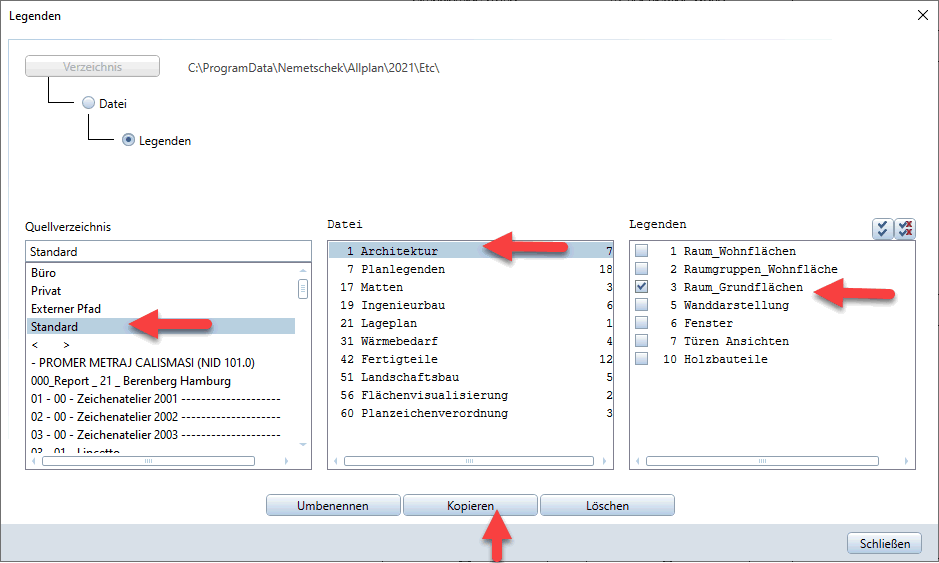 Legenden
Verzeichnis C:\ProgramData\Nemetschek\Allplan\2021\Etc\
Datei
Legenden
Quellverzeichnis
Standard
Büro
Privat
Externer Pfad
Standard
< >
- PROMER METRAJ CALISMASI (NID 101.0)
000_Report _ 21 _ Berenberg Hamburg
01 - 00 - Zeichenatelier 2001 --------------------
02 - 00 - Zeichenatelier 2002 --------------------
03 - 00 - Zeichenatelier 2003 --------------------
Datei
1 Architektur 7
7 Planlegenden 18
17 Matten 3
19 Ingenieurbau 6
21 Lageplan 1
31 Wärmebedarf 4
42 Fertigteile 12
51 Landschaftsbau 5
56 Flächenvisualisierung 2
60 Planzeichenverordnung 3
Legenden
1 Raum_Wohnflächen
2 Raumgruppen_Wohnfläche
3 Raum_Grundflächen
5 Wanddarstellung
6 Fenster
7 Türen Ansichten
10 Holzbauteile
Umbenennen Kopieren Löschen
Schließen